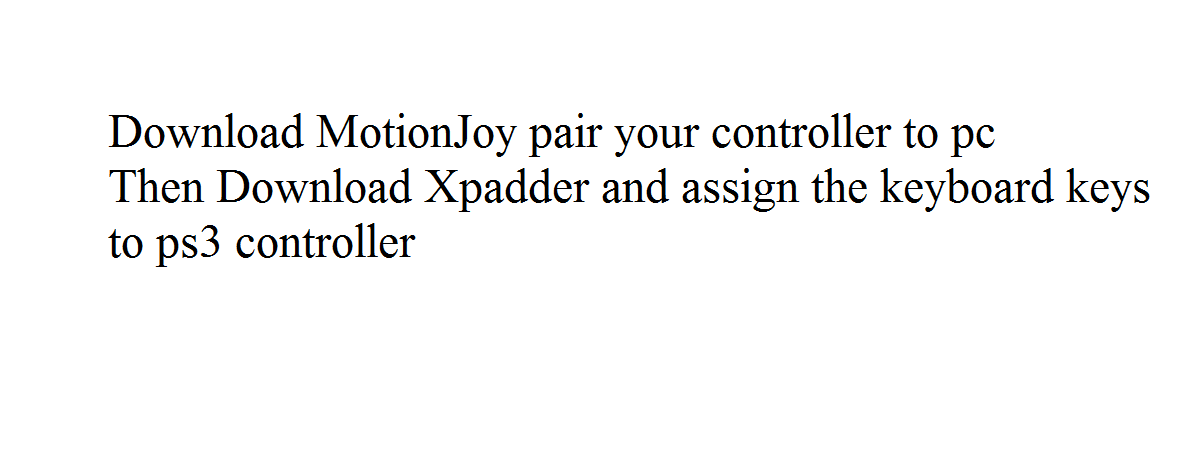 Download MotionJoy pair your controller to pc
Then Download Xpadder and assign the keyboard keys
to ps3 controller